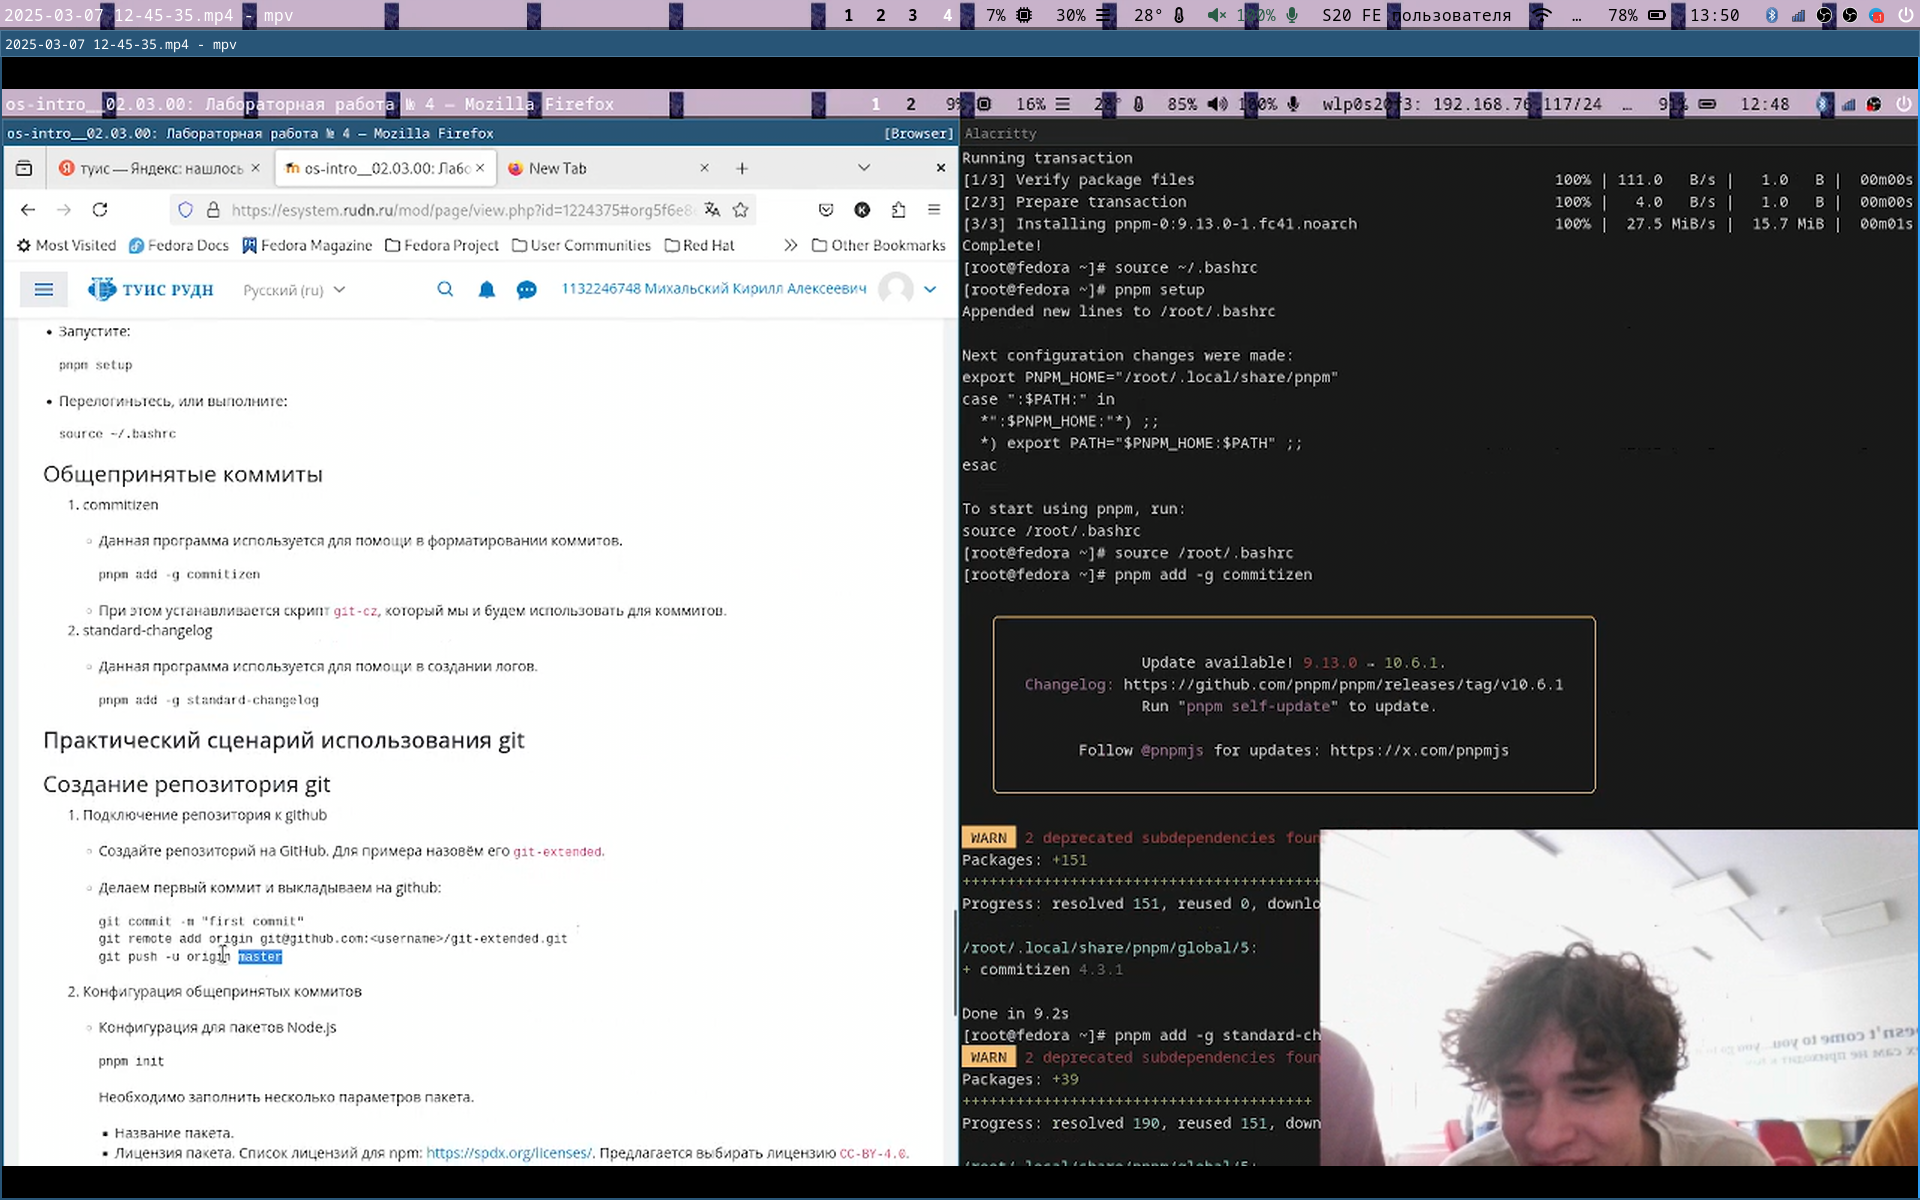 2025-03-07 12-45-35.mp4 - mpv
1 2 3 4 7% 30% 28° 100% S20 FE пользователя … 78% 13:50
2025-03-07 12-45-35.mp4 - mpv
os-intro__02.03.00: Лабораторная работа № 4 — Mozilla Firefox
1 2 9% 16% 28° 85% 100% wlp0s20f3: 192.168.76.117/24 … 12:48
os-intro__02.03.00: Лабораторная работа № 4 — Mozilla Firefox [Browser]
туис — Яндекс: нашлось
os-intro__02.03.00: Лабо
New Tab
https://esystem.rudn.ru/mod/page/view.php?id=1224375#org5f6e8
Most Visited Fedora Docs Fedora Magazine Fedora Project User Communities Red Hat Other Bookmarks
ТУИС РУДН Русский (ru) 1132246748 Михальский Кирилл Алексеевич
• Запустите:
pnpm setup
• Перелогиньтесь, или выполните:
source ~/.bashrc
Общепринятые коммиты
1. commitizen
◦ Данная программа используется для помощи в форматировании коммитов.
pnpm add -g commitizen
◦ При этом устанавливается скрипт git-cz, который мы и будем использовать для коммитов.
2. standard-changelog
◦ Данная программа используется для помощи в создании логов.
pnpm add -g standard-changelog
Практический сценарий использования git
Создание репозитория git
1. Подключение репозитория к github
◦ Создайте репозиторий на GitHub. Для примера назовём его git-extended.
◦ Делаем первый коммит и выкладываем на github:
git commit -m "first commit"
git remote add origin git@github.com:<username>/git-extended.git
git push -u origin master
2. Конфигурация общепринятых коммитов
◦ Конфигурация для пакетов Node.js
pnpm init
Необходимо заполнить несколько параметров пакета.
▪ Название пакета.
▪ Лицензия пакета. Список лицензий для npm: https://spdx.org/licenses/. Предлагается выбирать лицензию CC-BY-4.0.
Alacritty
Running transaction
[1/3] Verify package files 100% | 111.0 B/s | 1.0 B | 00m00s
[2/3] Prepare transaction 100% | 4.0 B/s | 1.0 B | 00m00s
[3/3] Installing pnpm-0:9.13.0-1.fc41.noarch 100% | 27.5 MiB/s | 15.7 MiB | 00m01s
Complete!
[root@fedora ~]# source ~/.bashrc
[root@fedora ~]# pnpm setup
Appended new lines to /root/.bashrc
Next configuration changes were made:
export PNPM_HOME="/root/.local/share/pnpm"
case ":$PATH:" in
*":$PNPM_HOME:"*) ;;
*) export PATH="$PNPM_HOME:$PATH" ;;
esac
To start using pnpm, run:
source /root/.bashrc
[root@fedora ~]# source /root/.bashrc
[root@fedora ~]# pnpm add -g commitizen
Update available! 9.13.0 → 10.6.1.
Changelog: https://github.com/pnpm/pnpm/releases/tag/v10.6.1
Run "pnpm self-update" to update.
Follow @pnpmjs for updates: https://x.com/pnpmjs
WARN 2 deprecated subdependencies foun
Packages: +151
++++++++++++++++++++++++++++++++++++++++
Progress: resolved 151, reused 0, downlo
/root/.local/share/pnpm/global/5:
+ commitizen 4.3.1
Done in 9.2s
[root@fedora ~]# pnpm add -g standard-ch
WARN 2 deprecated subdependencies foun
Packages: +39
+++++++++++++++++++++++++++++++++++++++
Progress: resolved 190, reused 151, down
/root/.local/share/pnpm/global/5: